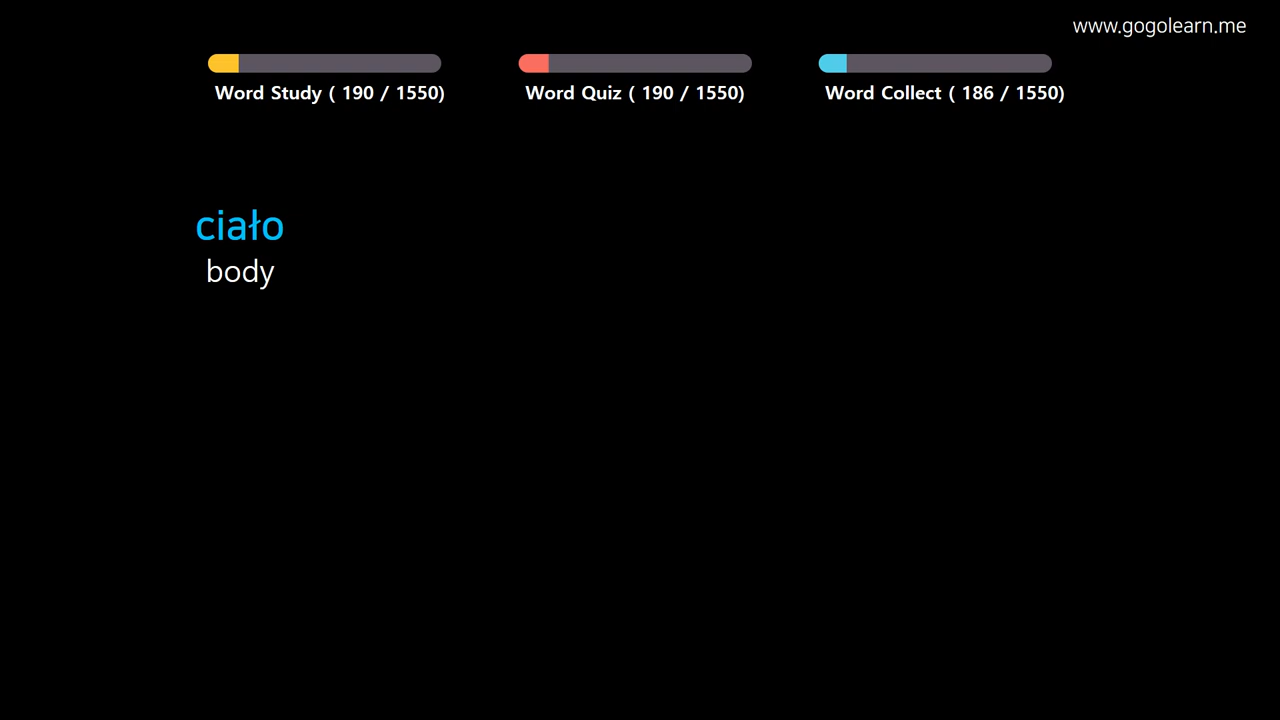 www.gogolearn.me
Word Study ( 190 / 1550)
Word Quiz ( 190 / 1550)
Word Collect ( 186 / 1550)
ciało
body